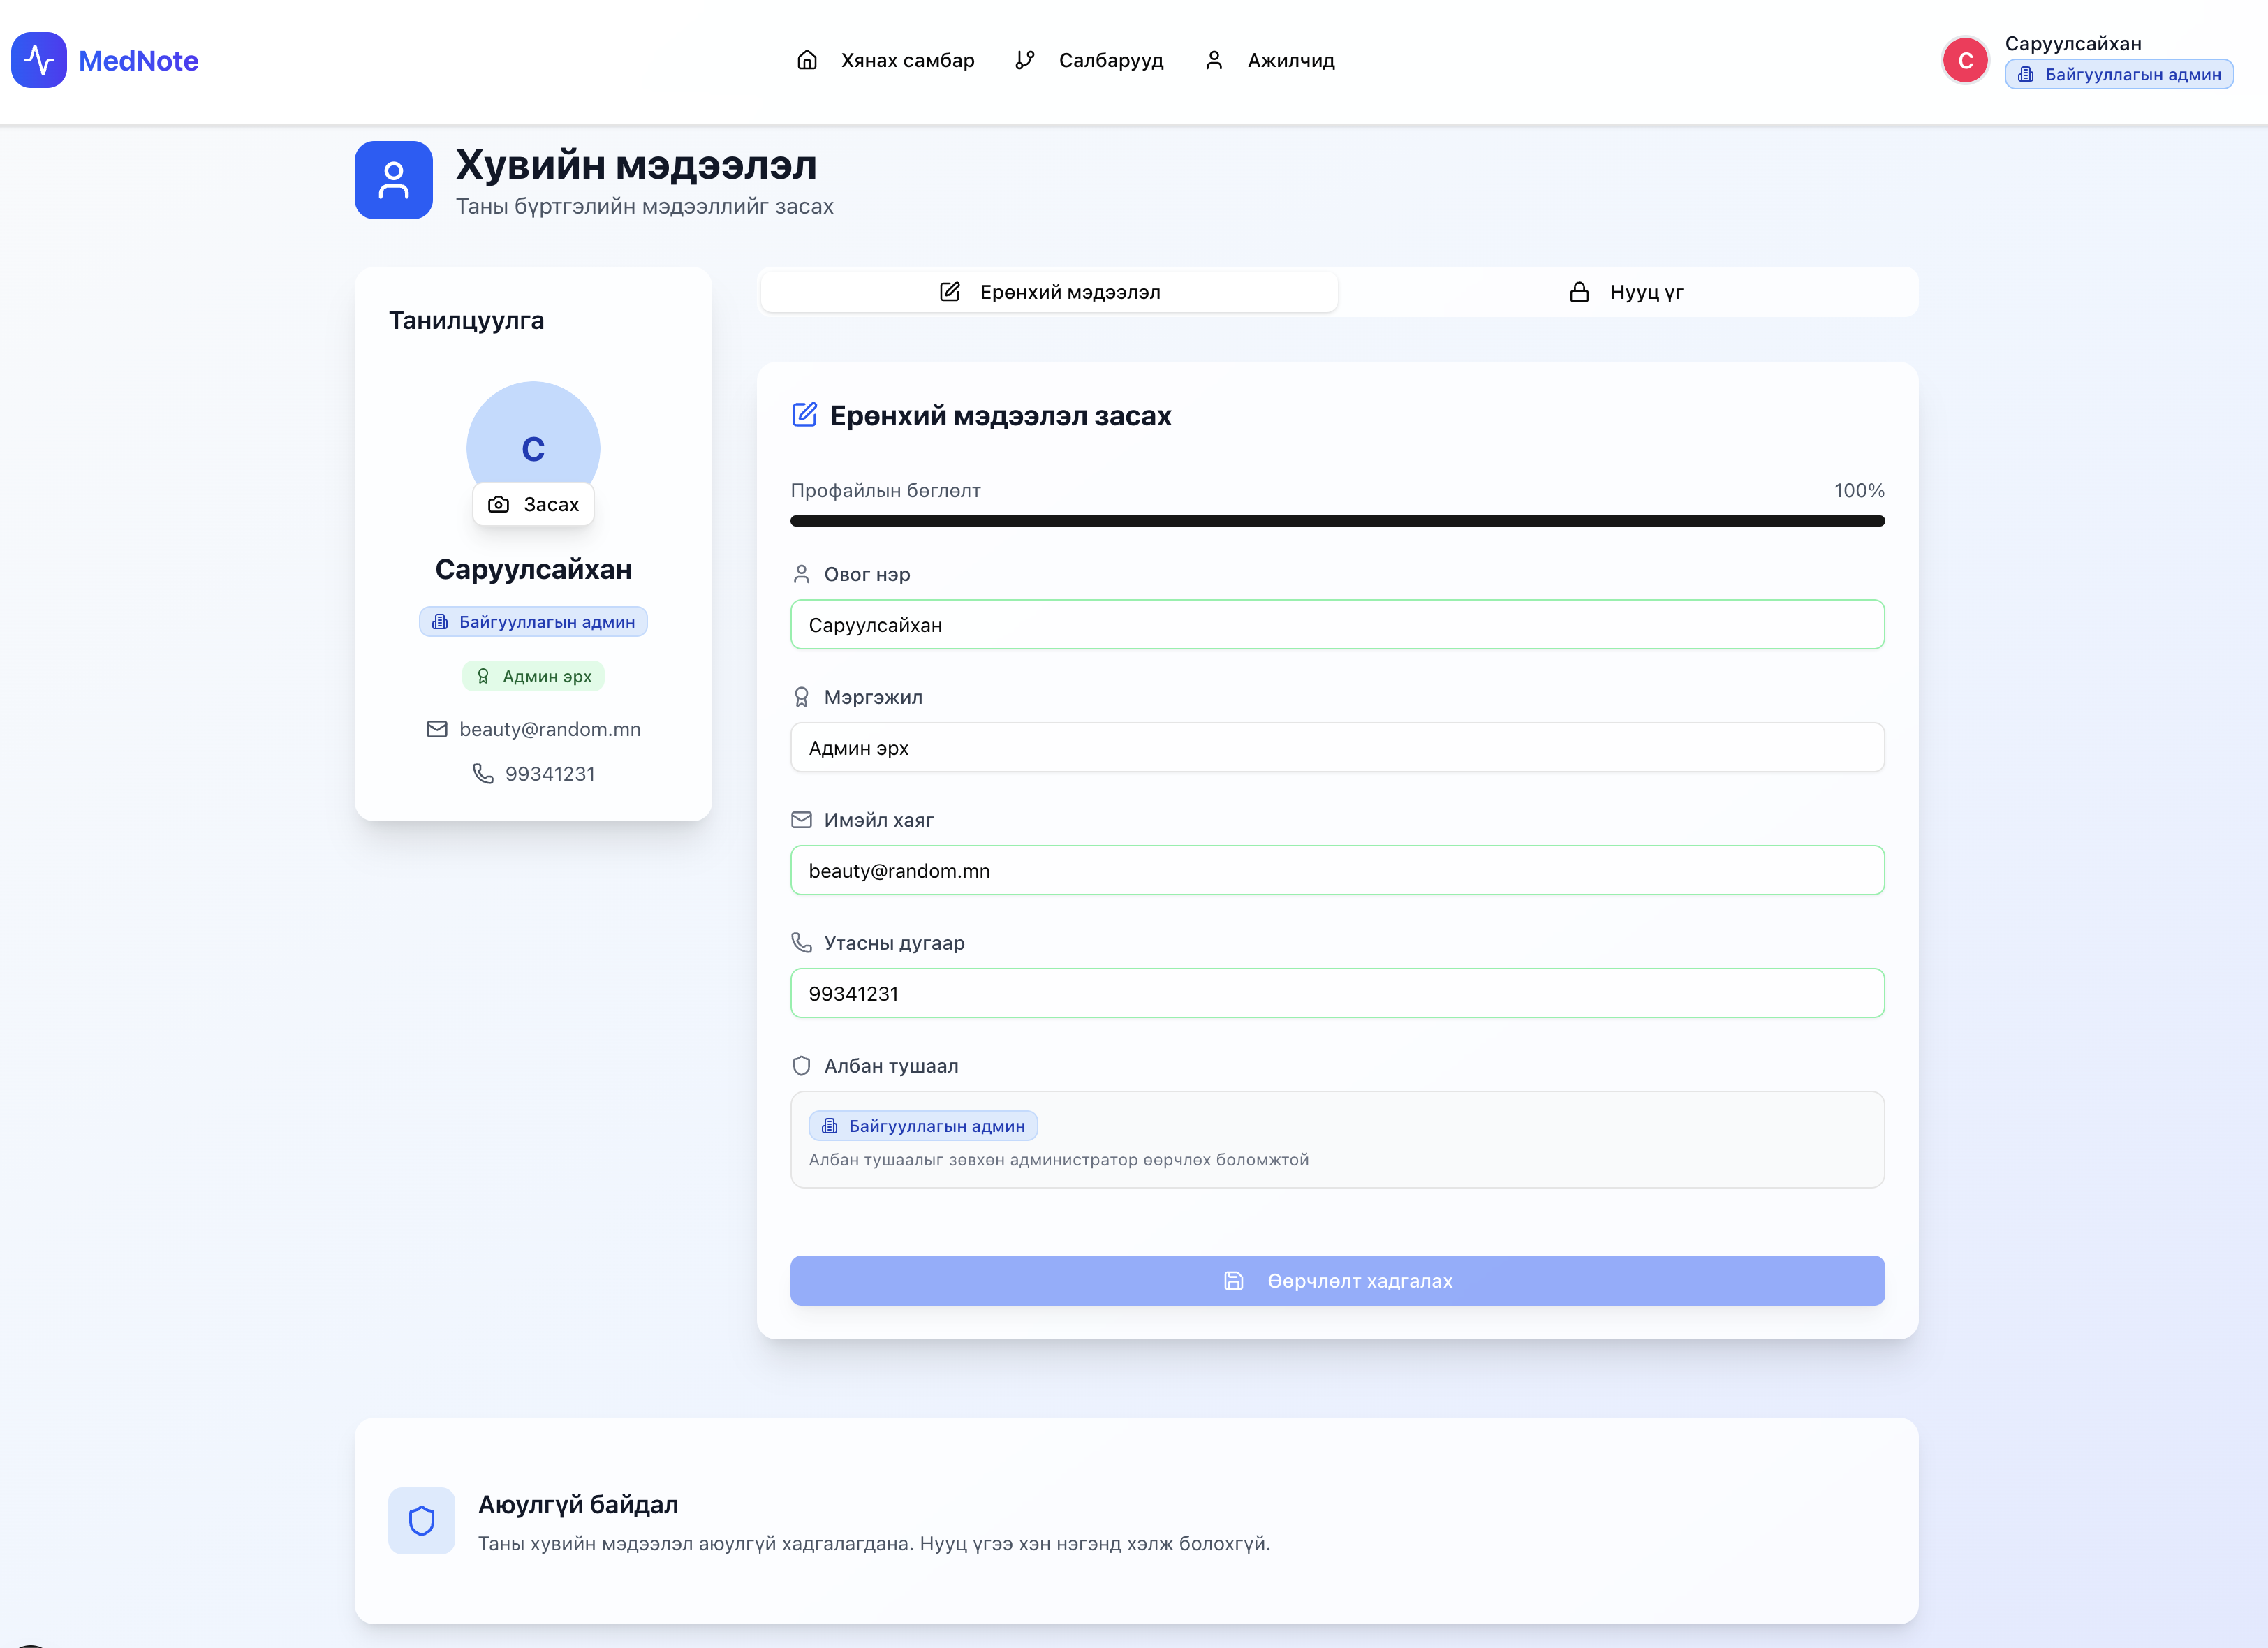 MedNote
Хянах самбар
Салбарууд
Ажилчид
С
Саруулсайхан
Байгууллагын админ
Хувийн мэдээлэл
Таны бүртгэлийн мэдээллийг засах
Танилцуулга
С
Засах
Саруулсайхан
Байгууллагын админ
Админ эрх
beauty@random.mn
99341231
Ерөнхий мэдээлэл
Нууц үг
Ерөнхий мэдээлэл засах
Профайлын бөглөлт
100%
Овог нэр
Саруулсайхан
Мэргэжил
Админ эрх
Имэйл хаяг
beauty@random.mn
Утасны дугаар
99341231
Албан тушаал
Байгууллагын админ
Албан тушаалыг зөвхөн администратор өөрчлөх боломжтой
Өөрчлөлт хадгалах
Аюулгүй байдал
Таны хувийн мэдээлэл аюулгүй хадгалагдана. Нууц үгээ хэн нэгэнд хэлж болохгүй.